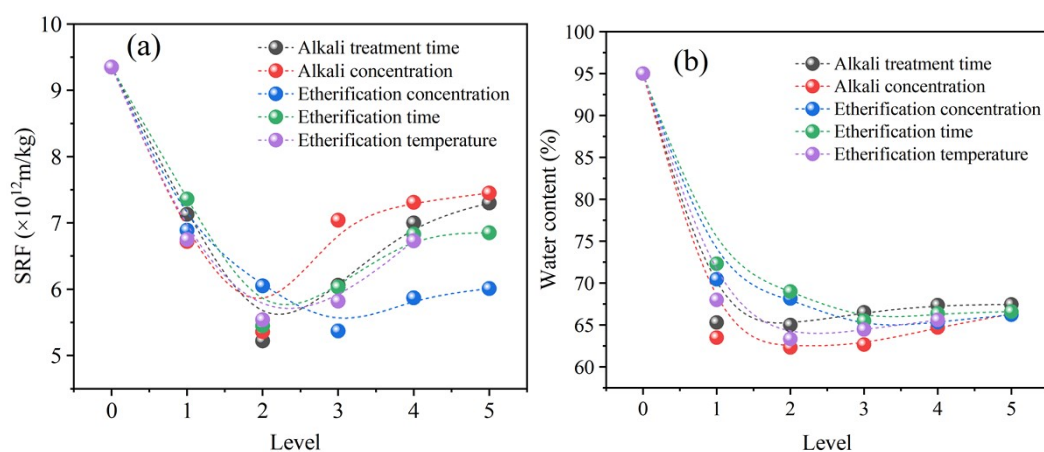 (a)
Alkali treatment time
Alkali concentration
Etherification concentration
Etherification time
Etherification temperature
10
9
8
7
6
5
SRF (×10¹²m/kg)
0 1 2 3 4 5
Level
(b)
Alkali treatment time
Alkali concentration
Etherification concentration
Etherification time
Etherification temperature
100
95
90
85
80
75
70
65
60
Water content (%)
0 1 2 3 4 5
Level